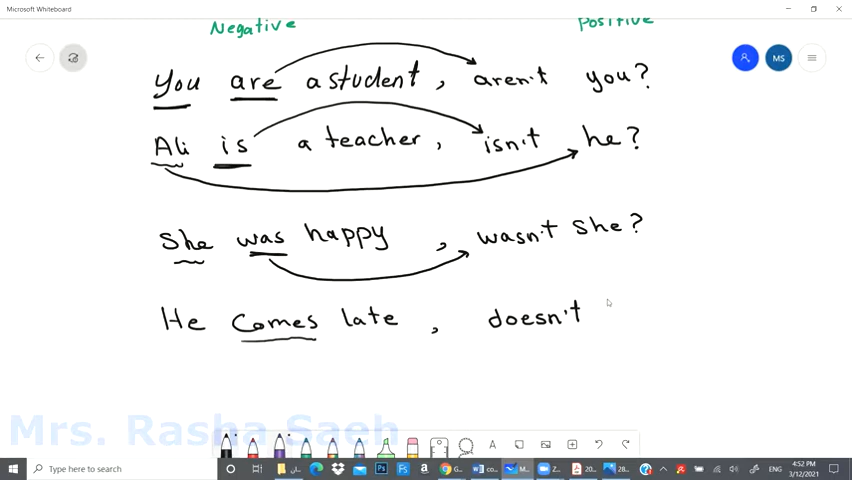 Microsoft Whiteboard
Negative Positive
MS
You are a student, aren't you?
Ali is a teacher, isn't he?
She was happy, wasn't she?
He comes late, doesn't
Mrs. Rasha Saeh
Type here to search
ENG
4:52 PM
3/12/2021